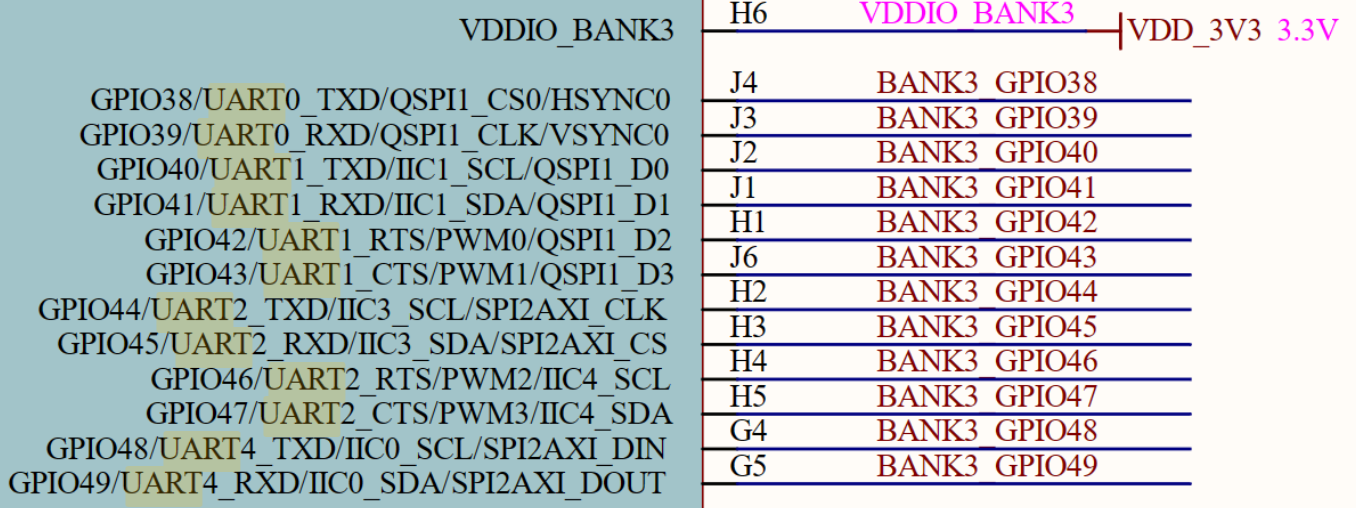 VDDIO_BANK3 H6 VDDIO_BANK3 VDD_3V3 3.3V
GPIO38/UART0_TXD/QSPI1_CS0/HSYNC0 J4 BANK3_GPIO38
GPIO39/UART0_RXD/QSPI1_CLK/VSYNC0 J3 BANK3_GPIO39
GPIO40/UART1_TXD/IIC1_SCL/QSPI1_D0 J2 BANK3_GPIO40
GPIO41/UART1_RXD/IIC1_SDA/QSPI1_D1 J1 BANK3_GPIO41
GPIO42/UART1_RTS/PWM0/QSPI1_D2 H1 BANK3_GPIO42
GPIO43/UART1_CTS/PWM1/QSPI1_D3 J6 BANK3_GPIO43
GPIO44/UART2_TXD/IIC3_SCL/SPI2AXI_CLK H2 BANK3_GPIO44
GPIO45/UART2_RXD/IIC3_SDA/SPI2AXI_CS H3 BANK3_GPIO45
GPIO46/UART2_RTS/PWM2/IIC4_SCL H4 BANK3_GPIO46
GPIO47/UART2_CTS/PWM3/IIC4_SDA H5 BANK3_GPIO47
GPIO48/UART4_TXD/IIC0_SCL/SPI2AXI_DIN G4 BANK3_GPIO48
GPIO49/UART4_RXD/IIC0_SDA/SPI2AXI_DOUT G5 BANK3_GPIO49